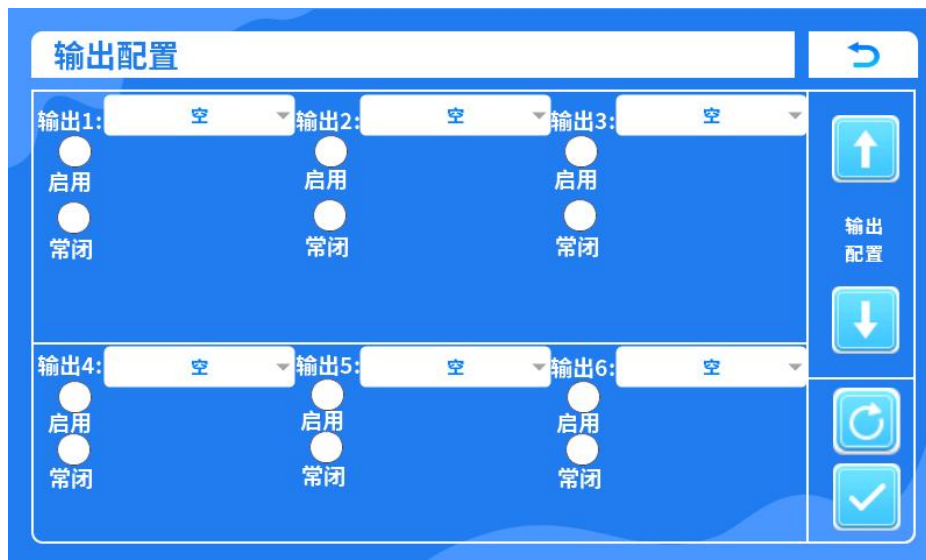 输出配置
输出1: 空 输出2: 空 输出3: 空
启用 启用 启用
常闭 常闭 常闭
输出
配置
输出4: 空 输出5: 空 输出6: 空
启用 启用 启用
常闭 常闭 常闭